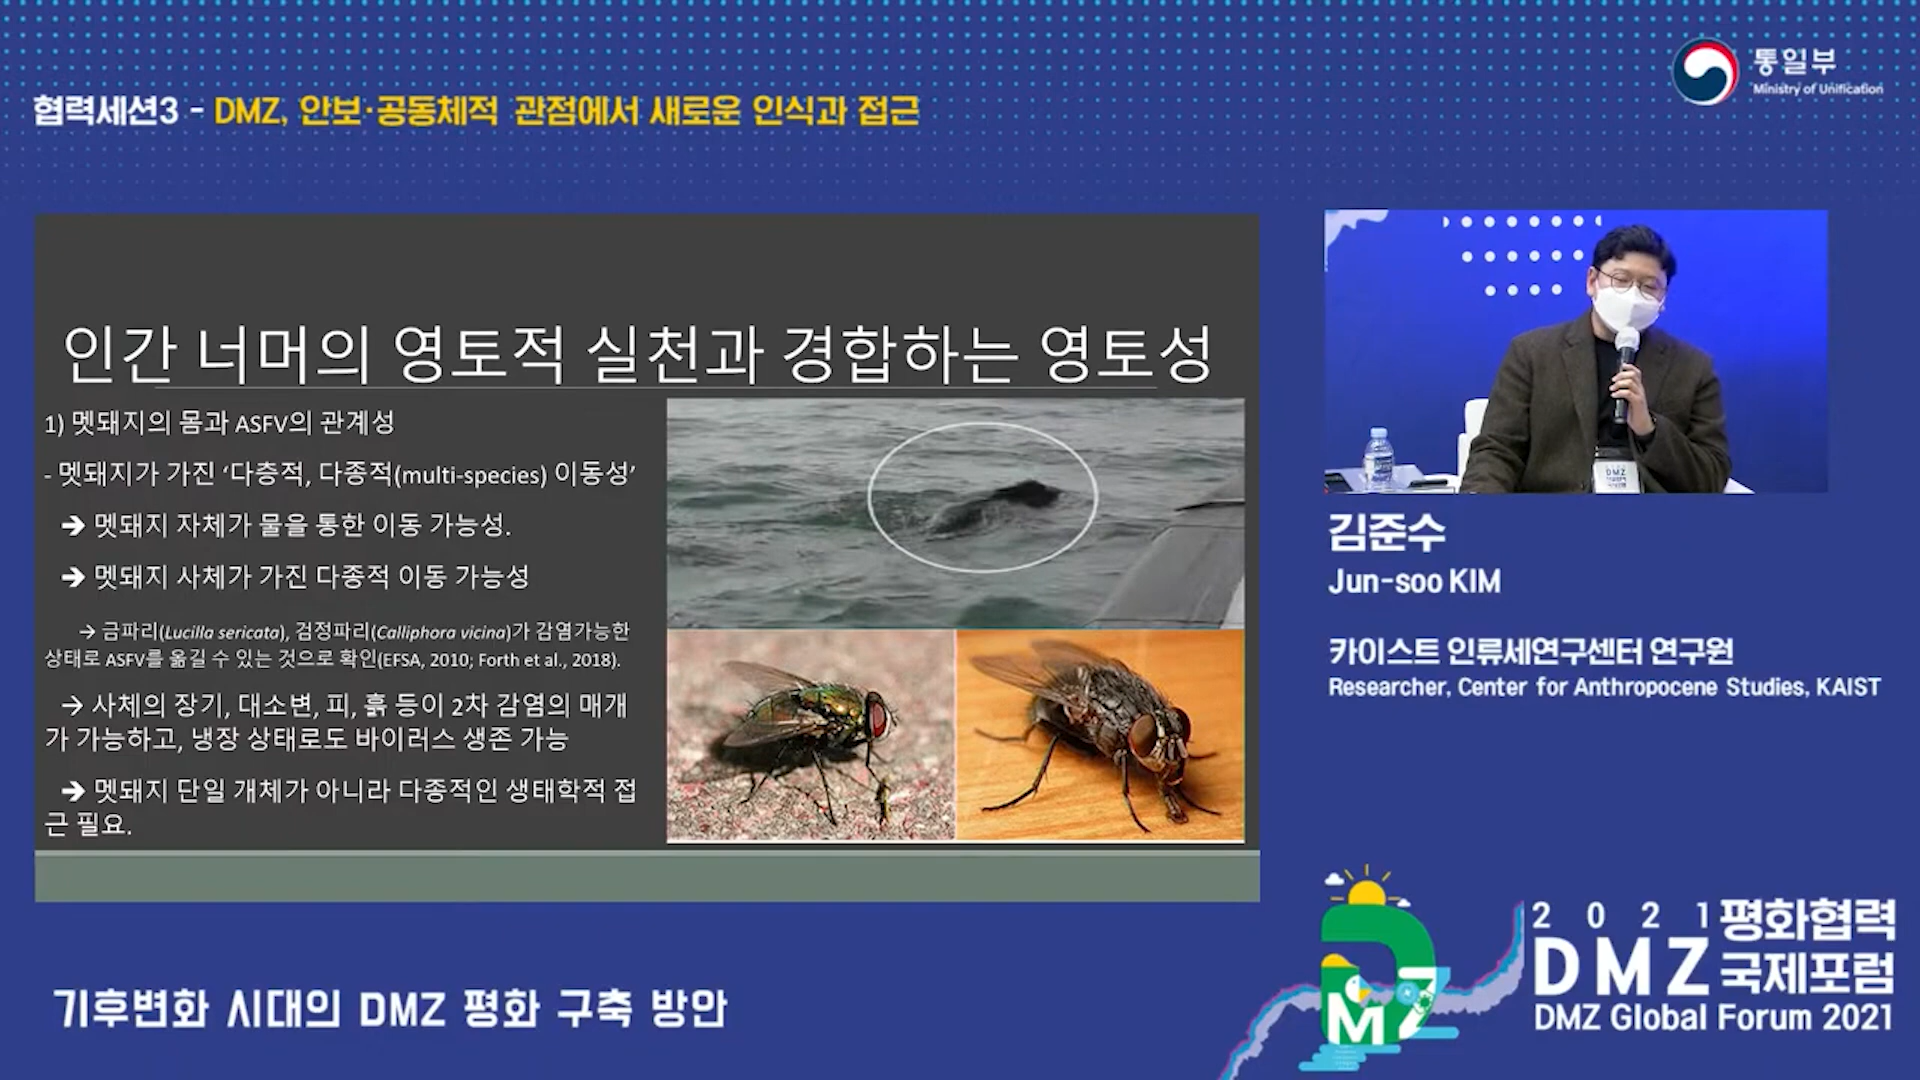 협력세션3 - DMZ, 안보·공동체적 관점에서 새로운 인식과 접근
통일부
Ministry of Unification
인간 너머의 영토적 실천과 경합하는 영토성
1) 멧돼지의 몸과 ASFV의 관계성
- 멧돼지가 가진 '다층적, 다종적(multi-species) 이동성'
➔ 멧돼지 자체가 물을 통한 이동 가능성.
➔ 멧돼지 사체가 가진 다종적 이동 가능성
→ 금파리(Lucilla sericata), 검정파리(Calliphora vicina)가 감염가능한
상태로 ASFV를 옮길 수 있는 것으로 확인(EFSA, 2010; Forth et al., 2018).
→ 사체의 장기, 대소변, 피, 흙 등이 2차 감염의 매개
가 가능하고, 냉장 상태로도 바이러스 생존 가능
➔ 멧돼지 단일 개체가 아니라 다종적인 생태학적 접
근 필요.
김준수
Jun-soo KIM
카이스트 인류세연구센터 연구원
Researcher, Center for Anthropocene Studies, KAIST
기후변화 시대의 DMZ 평화 구축 방안
2021 평화협력
DMZ 국제포럼
DMZ Global Forum 2021
DMZ